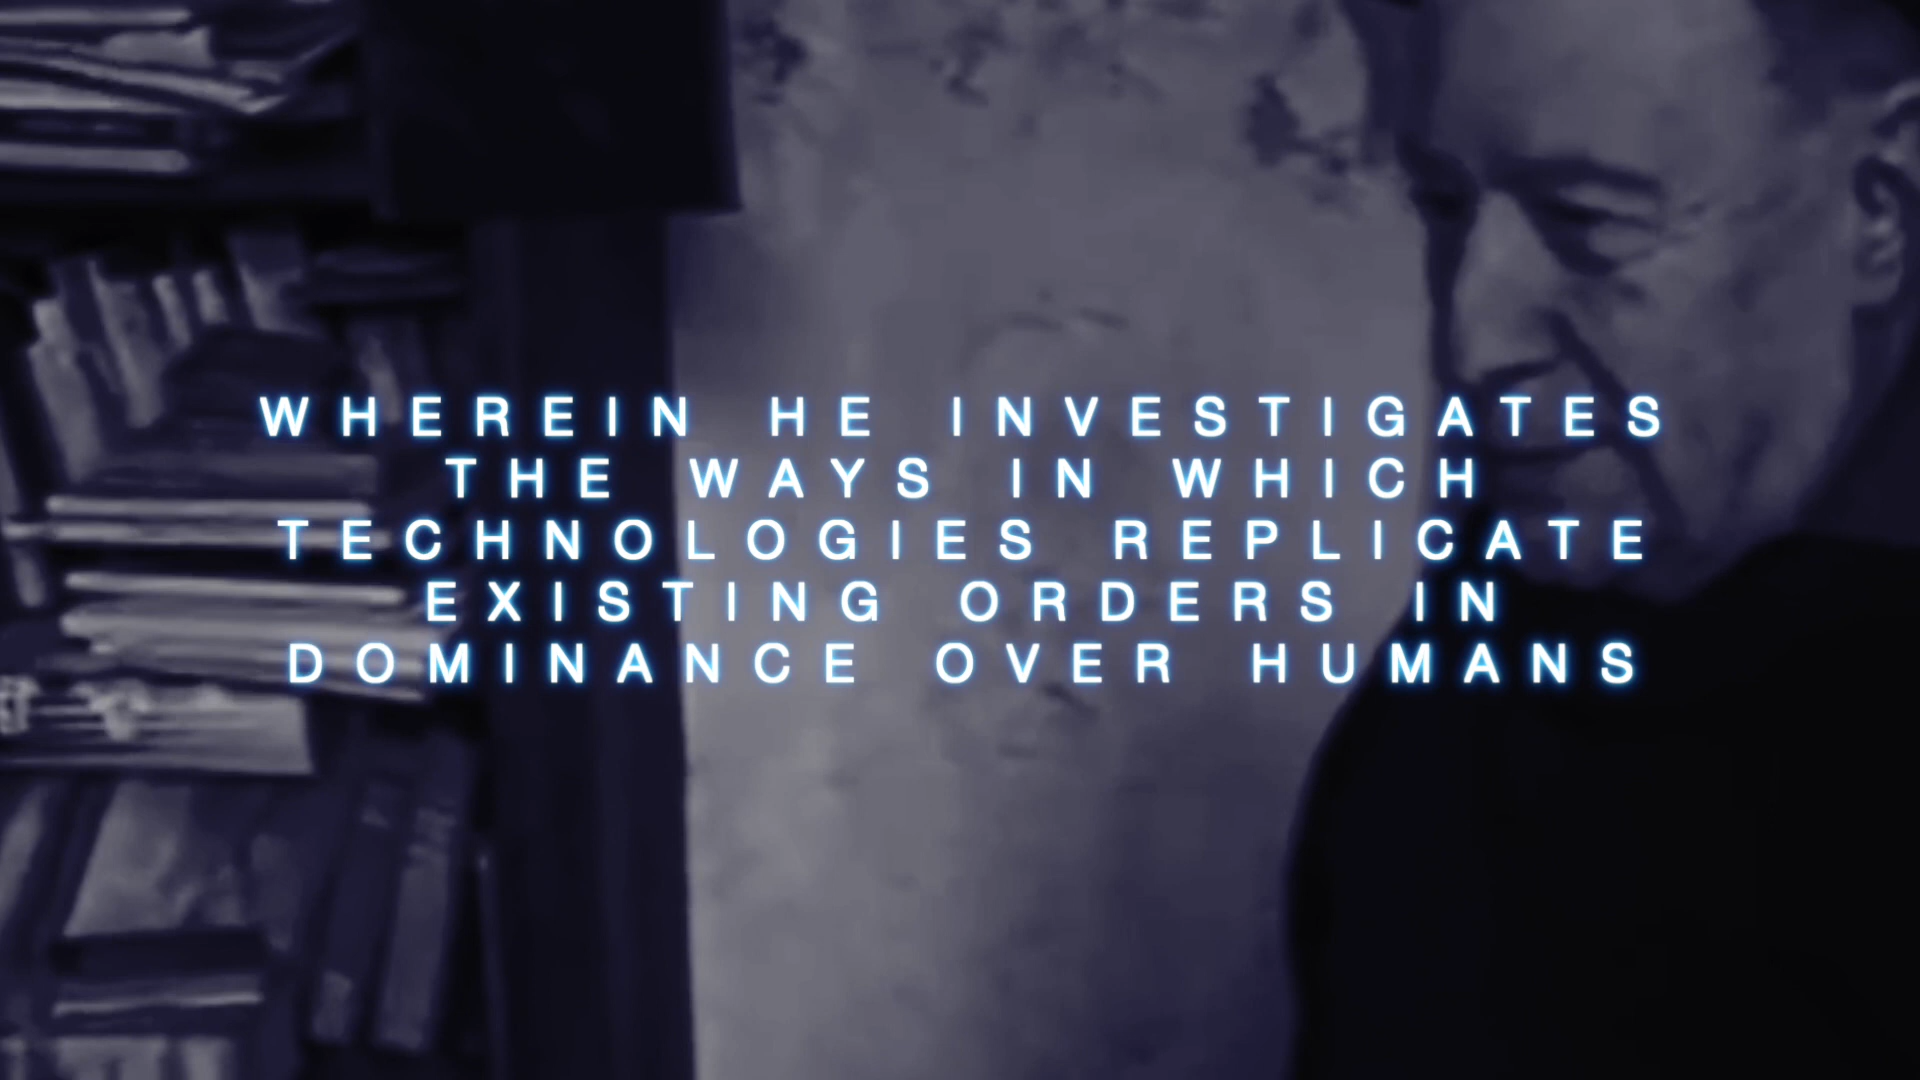 WHEREIN HE INVESTIGATES
THE WAYS IN WHICH
TECHNOLOGIES REPLICATE
EXISTING ORDERS IN
DOMINANCE OVER HUMANS